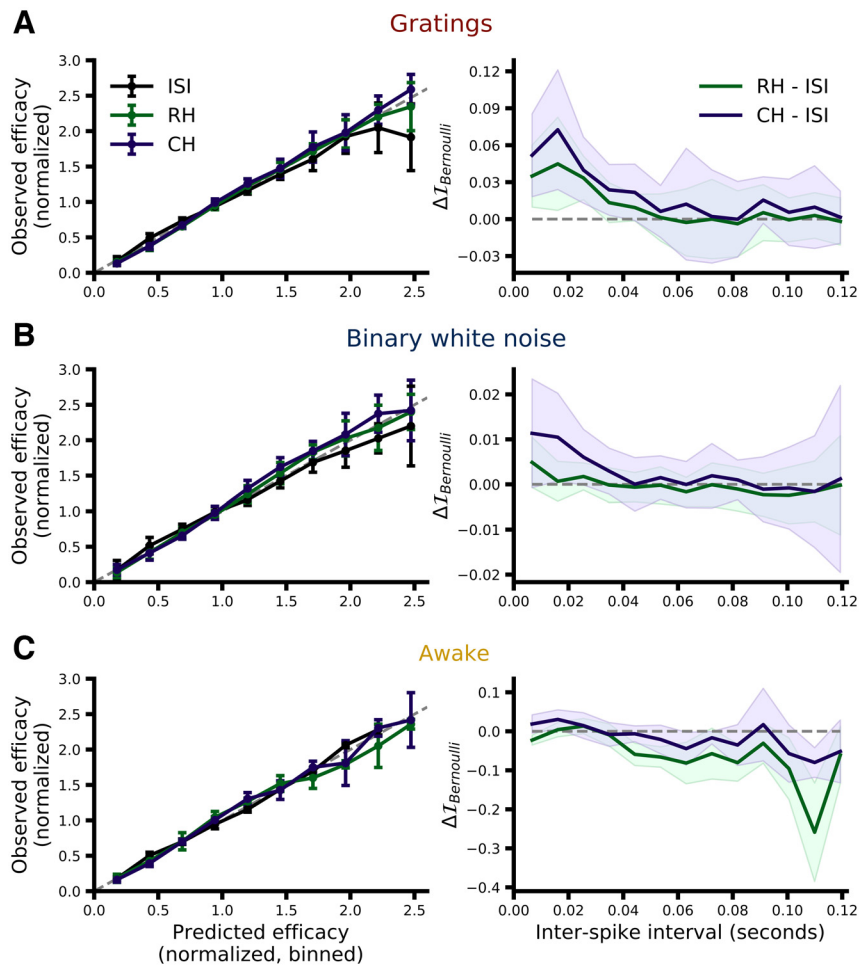 A
Gratings
Observed efficacy
(normalized)
3.0
2.5
2.0
1.5
1.0
0.5
0.0
ISI
RH
CH
0.0 0.5 1.0 1.5 2.0 2.5
ΔI_Bernoulli
0.12
0.09
0.06
0.03
0.00
−0.03
RH - ISI
CH - ISI
0.00 0.02 0.04 0.06 0.08 0.10 0.12
B
Binary white noise
Observed efficacy
(normalized)
3.0
2.5
2.0
1.5
1.0
0.5
0.0
0.0 0.5 1.0 1.5 2.0 2.5
ΔI_Bernoulli
0.02
0.01
0.00
−0.01
−0.02
0.00 0.02 0.04 0.06 0.08 0.10 0.12
C
Awake
Observed efficacy
(normalized)
3.0
2.5
2.0
1.5
1.0
0.5
0.0
0.0 0.5 1.0 1.5 2.0 2.5
Predicted efficacy
(normalized, binned)
ΔI_Bernoulli
0.1
0.0
−0.1
−0.2
−0.3
−0.4
0.00 0.02 0.04 0.06 0.08 0.10 0.12
Inter-spike interval (seconds)